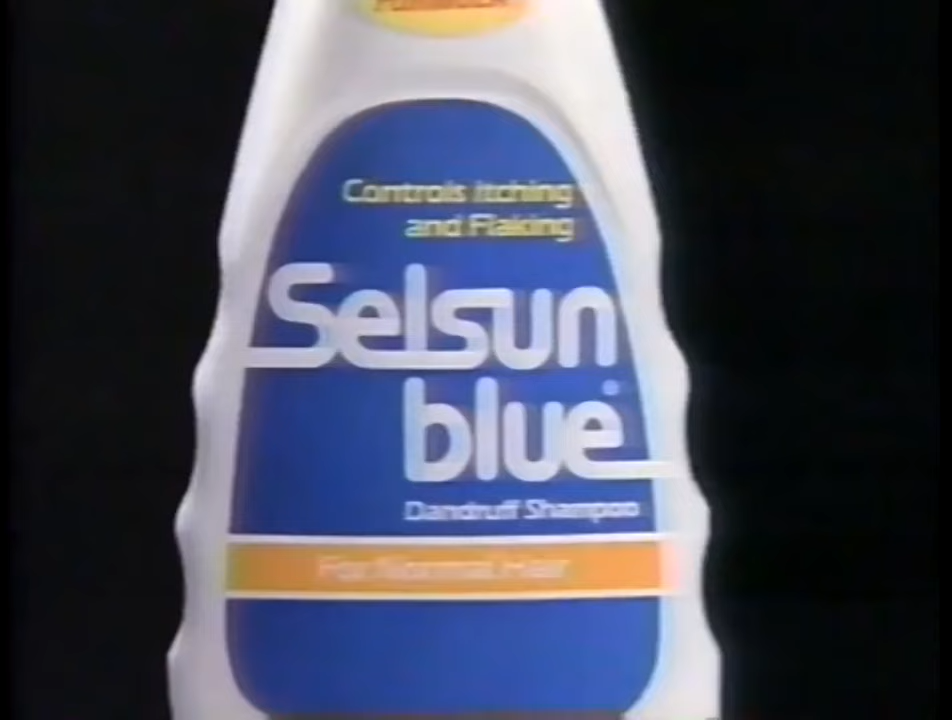 Controls Itching
and Flaking
Selsun
blue
Dandruff Shampoo
For Normal Hair